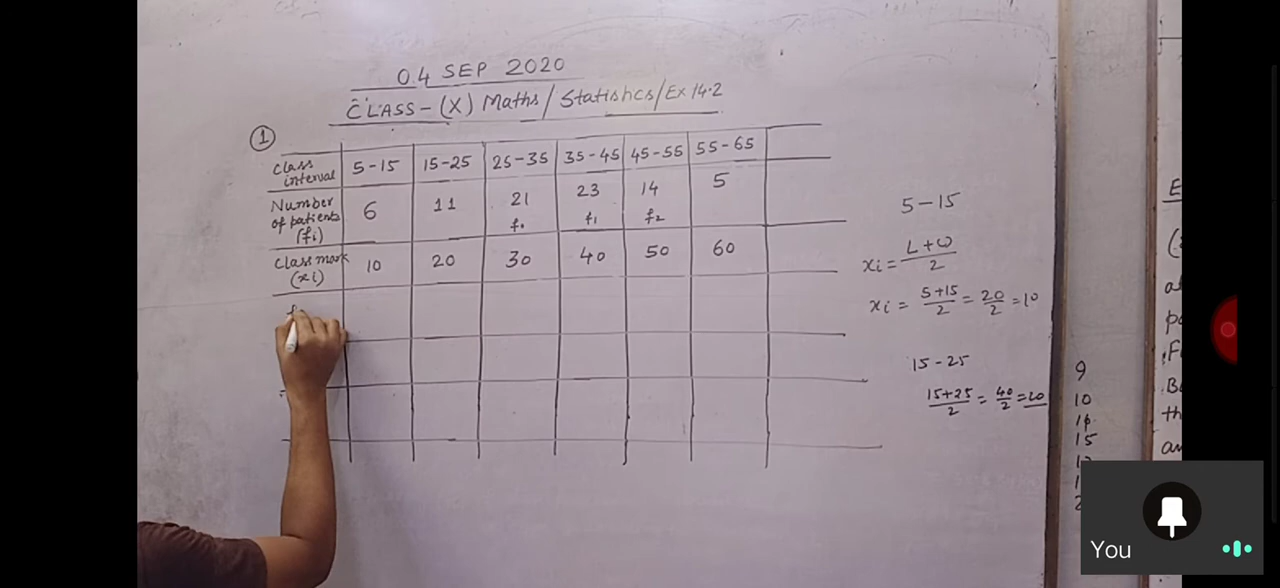 04 SEP 2020
CLASS-(X) Maths/Statistics/Ex 14.2
①
Class interval 5-15 15-25 25-35 35-45 45-55 55-65
Number of patients (fi) 6 11 21 23 14 5
f₀ f₁ f₂
Class mark (xi) 10 20 30 40 50 60
5-15
xi = L+U/2
xi = 5+15/2 = 20/2 = 10
15-25
15+25/2 = 40/2 = 20
9
10
15
You